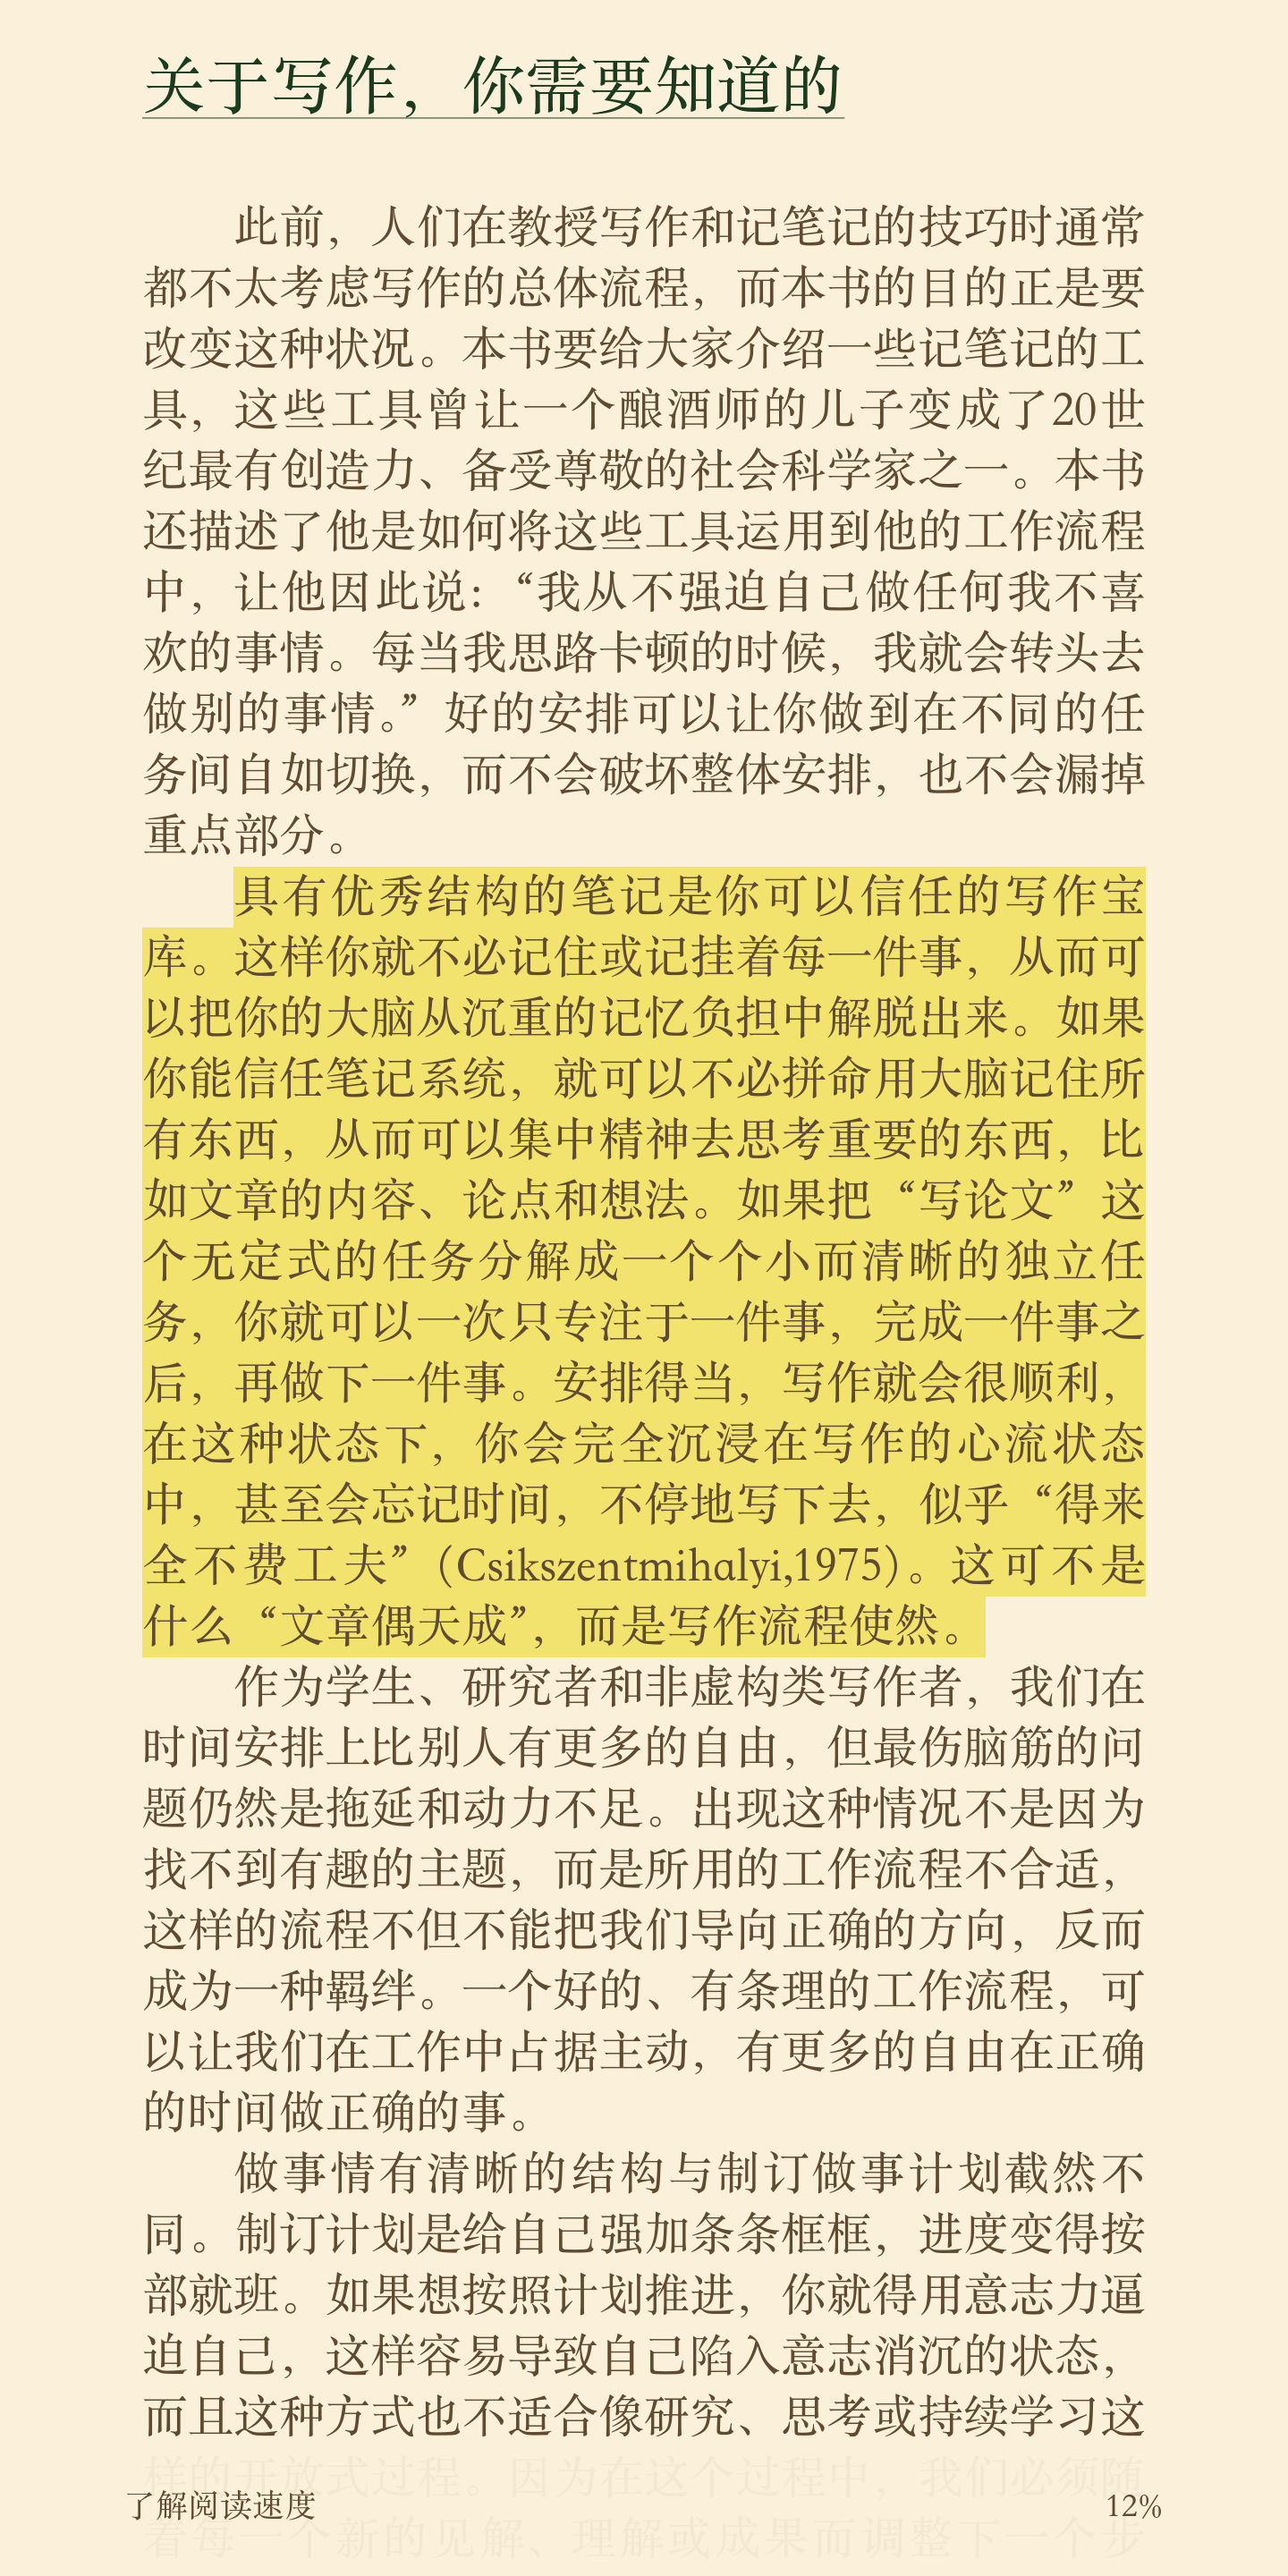 关于写作，你需要知道的
此前，人们在教授写作和记笔记的技巧时通常
都不太考虑写作的总体流程，而本书的目的正是要
改变这种状况。本书要给大家介绍一些记笔记的工
具，这些工具曾让一个酿酒师的儿子变成了20世
纪最有创造力、备受尊敬的社会科学家之一。本书
还描述了他是如何将这些工具运用到他的工作流程
中，让他因此说：“我从不强迫自己做任何我不喜
欢的事情。每当我思路卡顿的时候，我就会转头去
做别的事情。”好的安排可以让你做到在不同的任
务间自如切换，而不会破坏整体安排，也不会漏掉
重点部分。
具有优秀结构的笔记是你可以信任的写作宝
库。这样你就不必记住或记挂着每一件事，从而可
以把你的大脑从沉重的记忆负担中解脱出来。如果
你能信任笔记系统，就可以不必拼命用大脑记住所
有东西，从而可以集中精神去思考重要的东西，比
如文章的内容、论点和想法。如果把“写论文”这
个无定式的任务分解成一个个小而清晰的独立任
务，你就可以一次只专注于一件事，完成一件事之
后，再做下一件事。安排得当，写作就会很顺利，
在这种状态下，你会完全沉浸在写作的心流状态
中，甚至会忘记时间，不停地写下去，似乎“得来
全不费工夫”（Csikszentmihalyi,1975）。这可不是
什么“文章偶天成”，而是写作流程使然。
作为学生、研究者和非虚构类写作者，我们在
时间安排上比别人有更多的自由，但最伤脑筋的问
题仍然是拖延和动力不足。出现这种情况不是因为
找不到有趣的主题，而是所用的工作流程不合适，
这样的流程不但不能把我们导向正确的方向，反而
成为一种羁绊。一个好的、有条理的工作流程，可
以让我们在工作中占据主动，有更多的自由在正确
的时间做正确的事。
做事情有清晰的结构与制订做事计划截然不
同。制订计划是给自己强加条条框框，进度变得按
部就班。如果想按照计划推进，你就得用意志力逼
迫自己，这样容易导致自己陷入意志消沉的状态，
而且这种方式也不适合像研究、思考或持续学习这
样的开放式过程。因为在这个过程中，我们必须随
了解阅读速度 12%
着每一个新的见解、理解或成果而调整下一个步